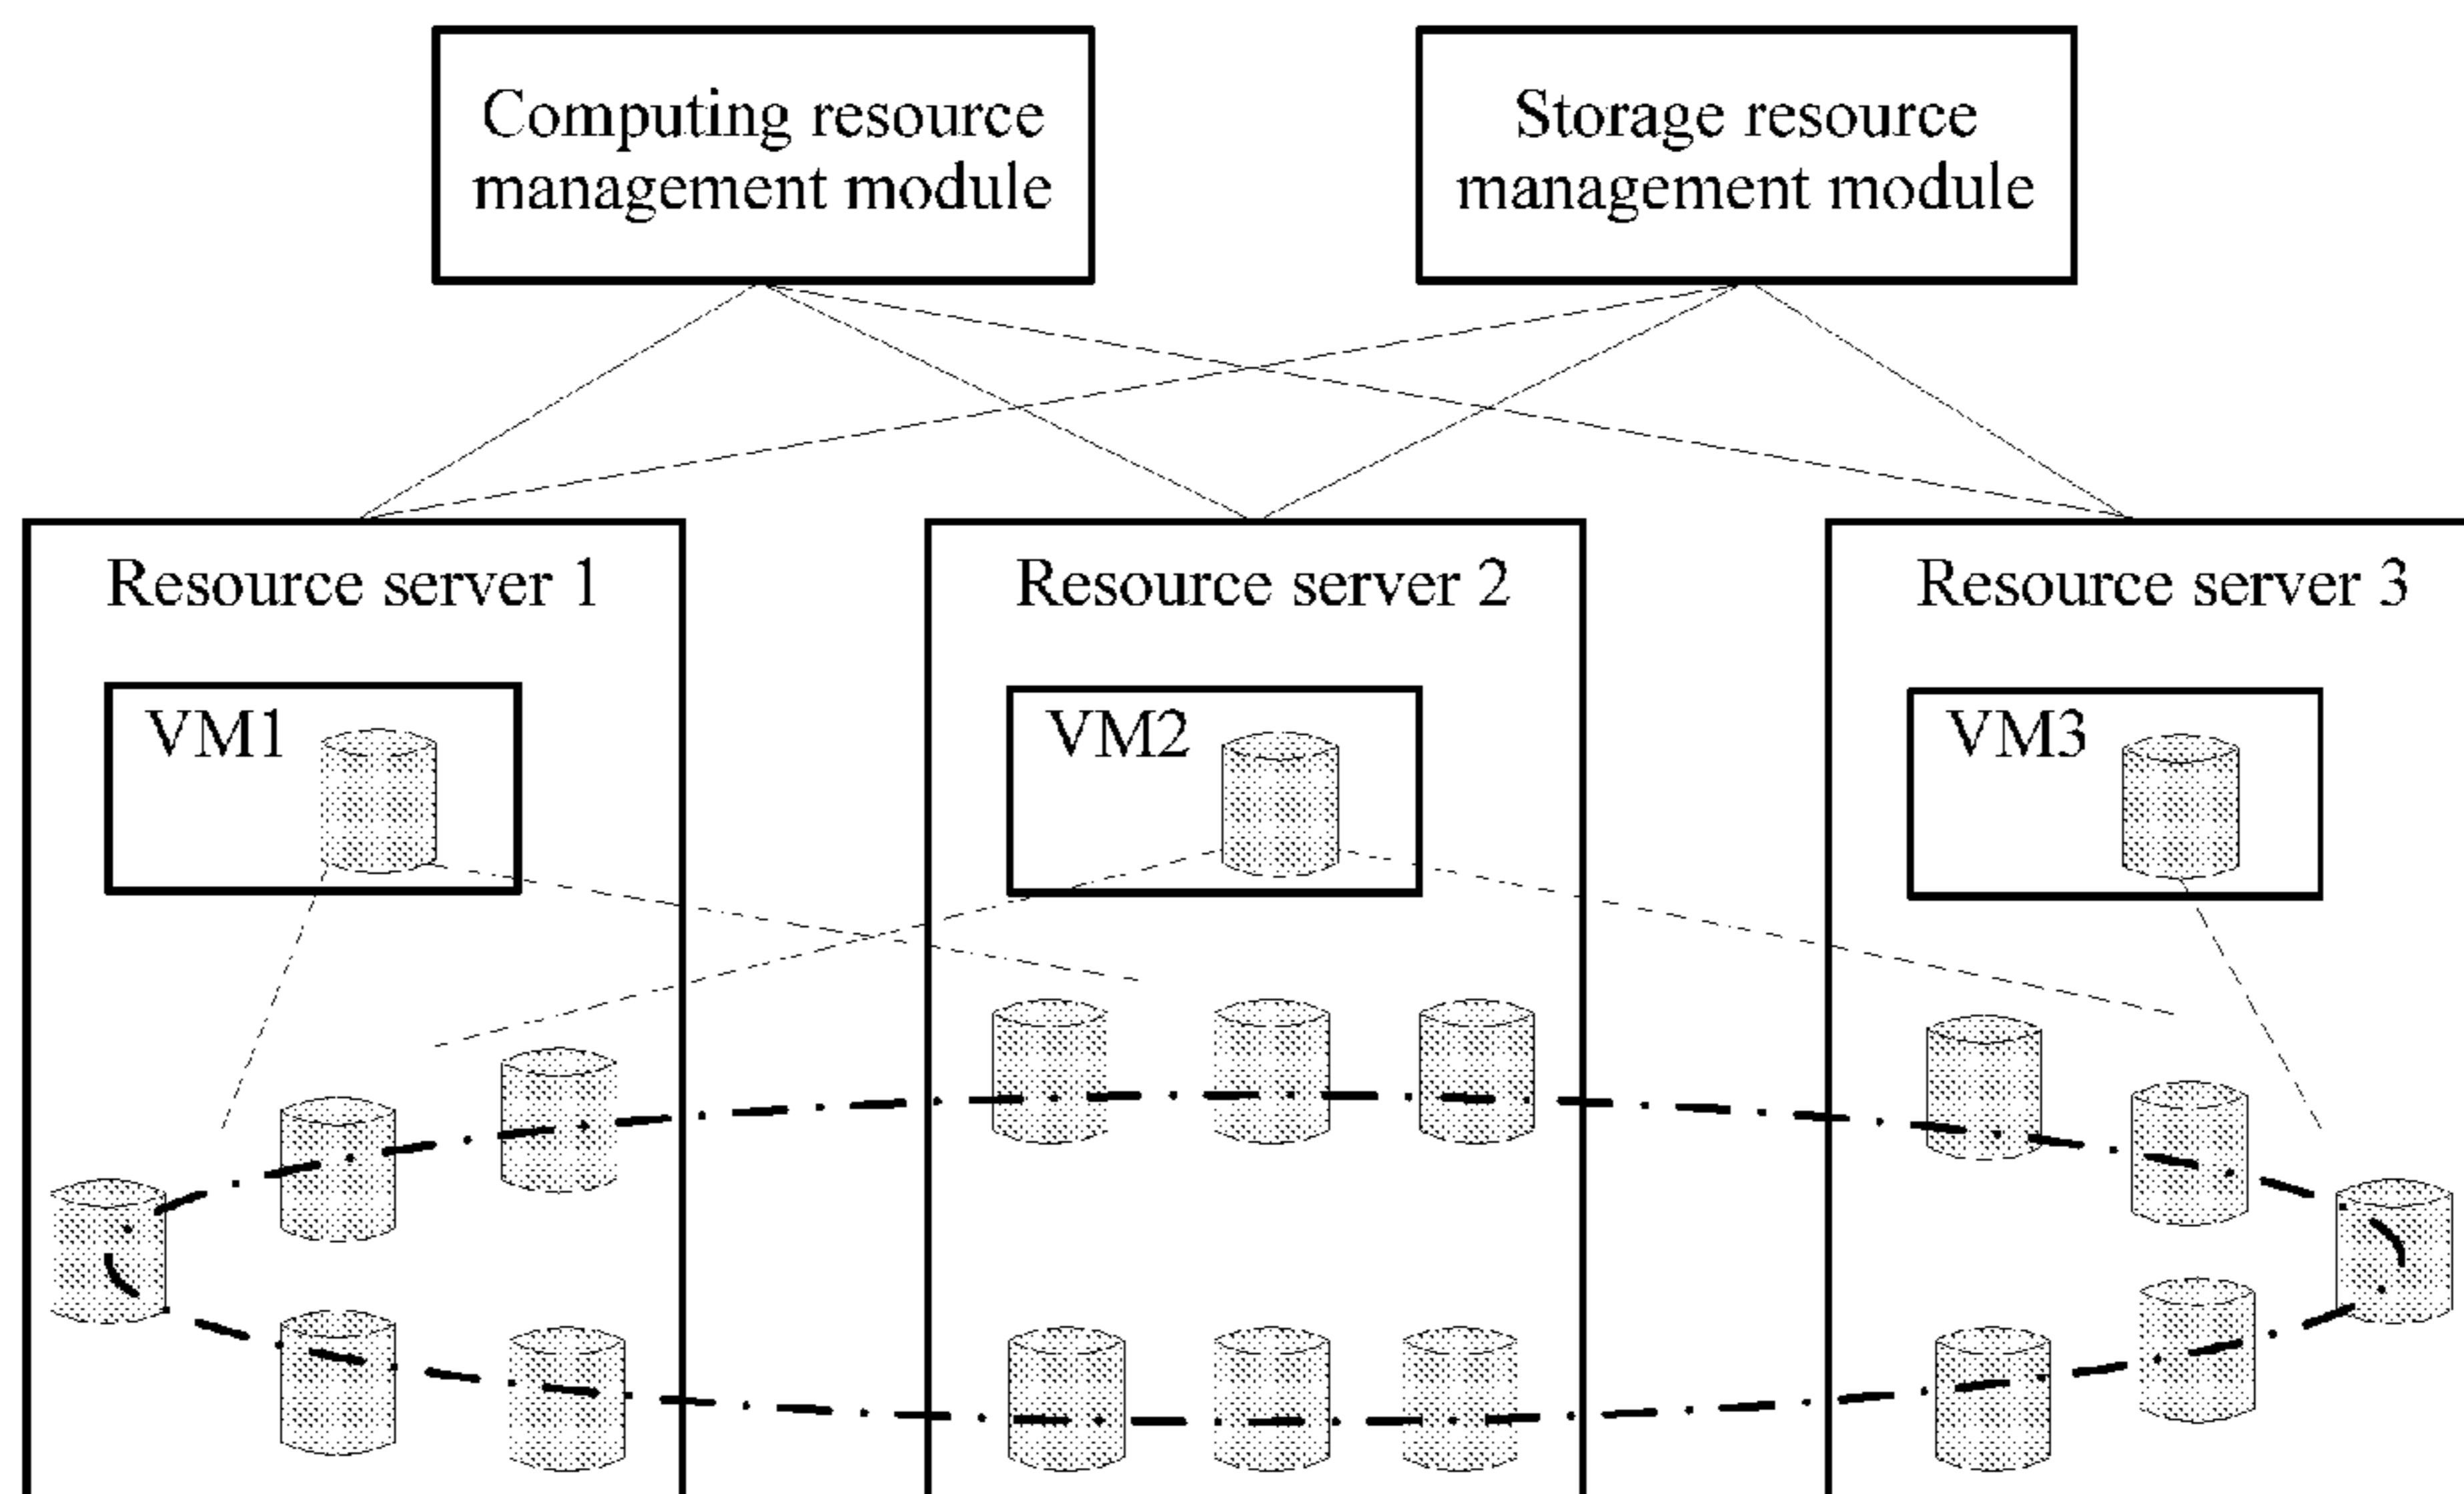 Computing resource
management module
Storage resource
management module
Resource server 1
Resource server 2
Resource server 3
VM1
VM2
VM3